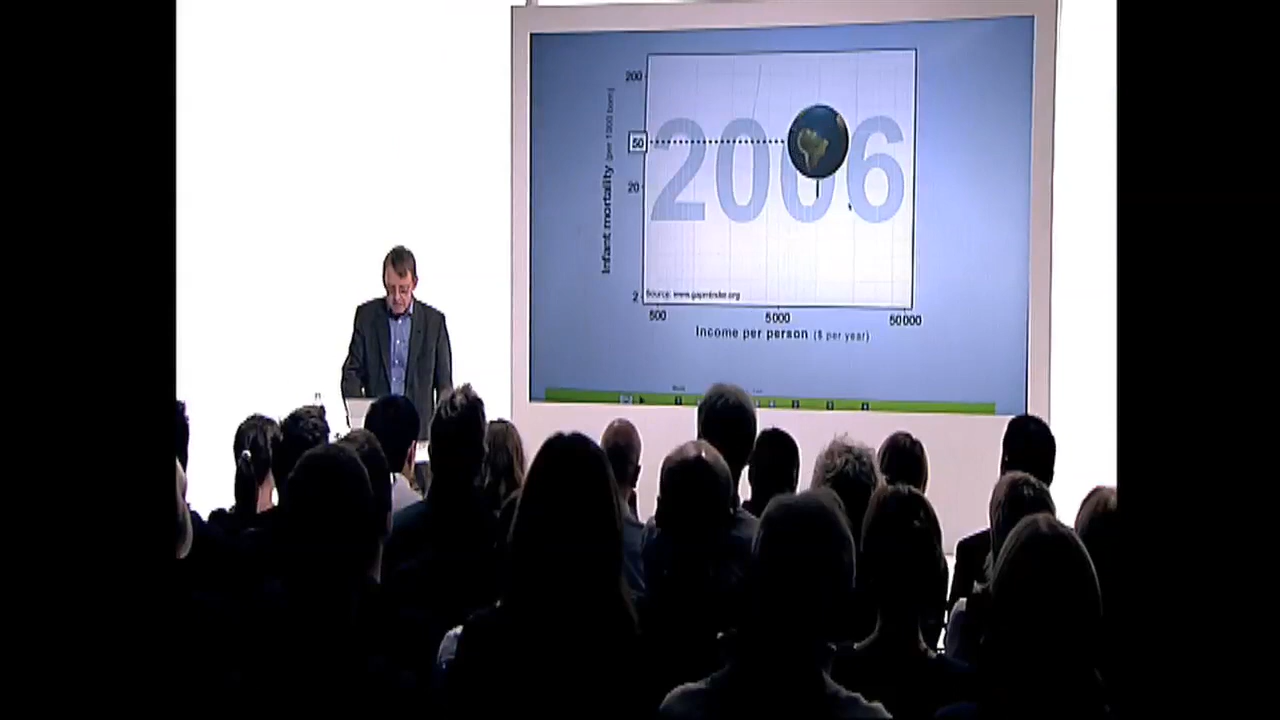 200
50
20
2
Infant mortality (per 1000 born)
2006
Source: www.gapminder.org
500
5000
50000
Income per person ($ per year)